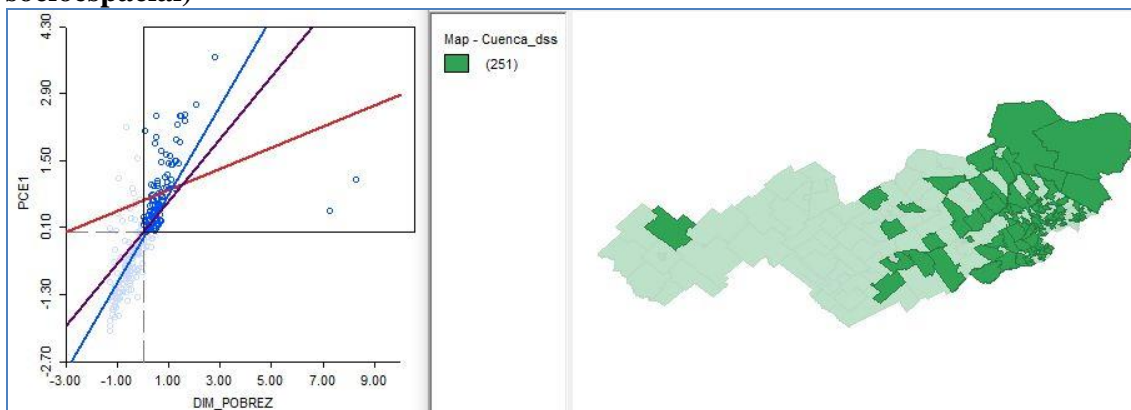 socioespacial)
4.30
2.90
1.50
0.10
-1.30
-2.70
PCE1
-3.00 -1.00 1.00 3.00 5.00 7.00 9.00
DIM_POBREZ
Map - Cuenca_dss
(251)